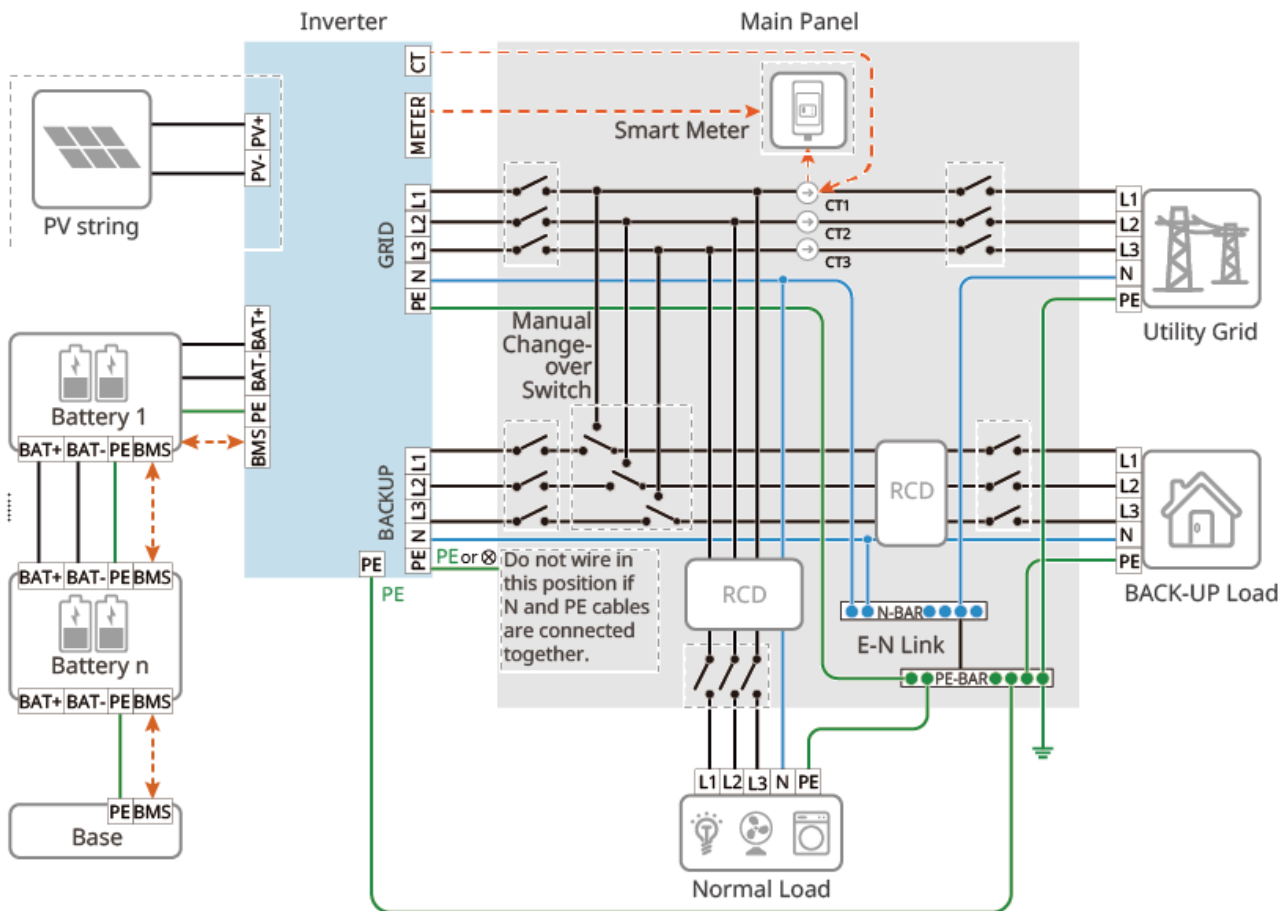 Inverter
Main Panel
CT
METER
Smart Meter
PV+
PV-
PV string
L1
L2
L3
N
PE
GRID
CT1
CT2
CT3
L1
L2
L3
N
PE
Utility Grid
Manual
Change-
over
Switch
BAT+
BAT-
PE
BMS
Battery 1
BAT+ BAT- PE BMS
L1
L2
L3
N
PE
BACKUP
RCD
L1
L2
L3
N
PE
BACK-UP Load
PE
PE
PE or ⊗
Do not wire in
this position if
N and PE cables
are connected
together.
RCD
N-BAR
E-N Link
PE-BAR
BAT+ BAT- PE BMS
Battery n
BAT+ BAT- PE BMS
PE BMS
Base
L1 L2 L3 N PE
Normal Load